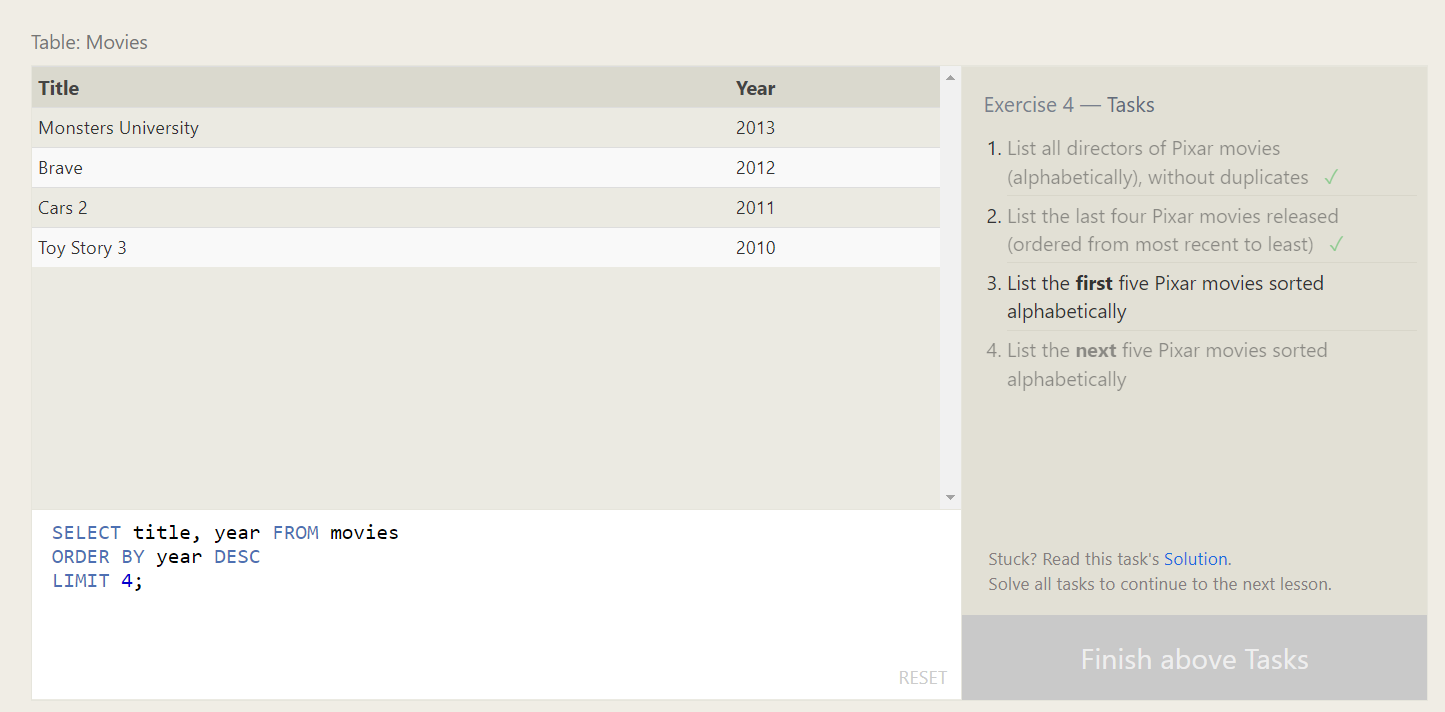 Table: Movies
Title Year
Monsters University 2013
Brave 2012
Cars 2 2011
Toy Story 3 2010
SELECT title, year FROM movies
ORDER BY year DESC
LIMIT 4;
RESET
Exercise 4 — Tasks
1. List all directors of Pixar movies
(alphabetically), without duplicates ✓
2. List the last four Pixar movies released
(ordered from most recent to least) ✓
3. List the first five Pixar movies sorted
alphabetically
4. List the next five Pixar movies sorted
alphabetically
Stuck? Read this task's Solution.
Solve all tasks to continue to the next lesson.
Finish above Tasks